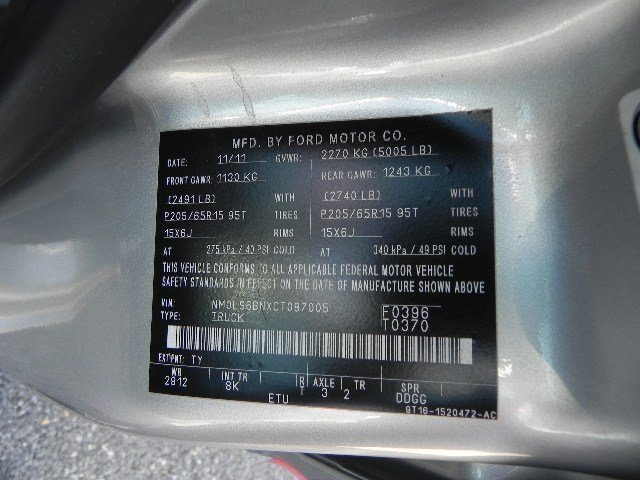 MFD. BY FORD MOTOR CO.
DATE: 11/11 GVWR: 2270 KG (5005 LB)
FRONT GAWR: 1130 KG REAR GAWR: 1243 KG
(2491 LB) WITH (2740 LB) WITH
P205/65R15 95T TIRES P205/65R15 95T TIRES
15X6J RIMS 15X6J RIMS
AT 275 kPa / 40 PSI COLD AT 340 kPa / 49 PSI COLD
THIS VEHICLE CONFORMS TO ALL APPLICABLE FEDERAL MOTOR VEHICLE
SAFETY STANDARDS IN EFFECT ON THE DATE OF MANUFACTURE SHOWN ABOVE
VIN: NM0LS6BNXCT087005 F0396
TYPE: TRUCK T0370
EXT PNT: TY
WB INT TR R AXLE TR SPR
2912 8K 3 2 DDGG
ETU
9T16-1520472-AC